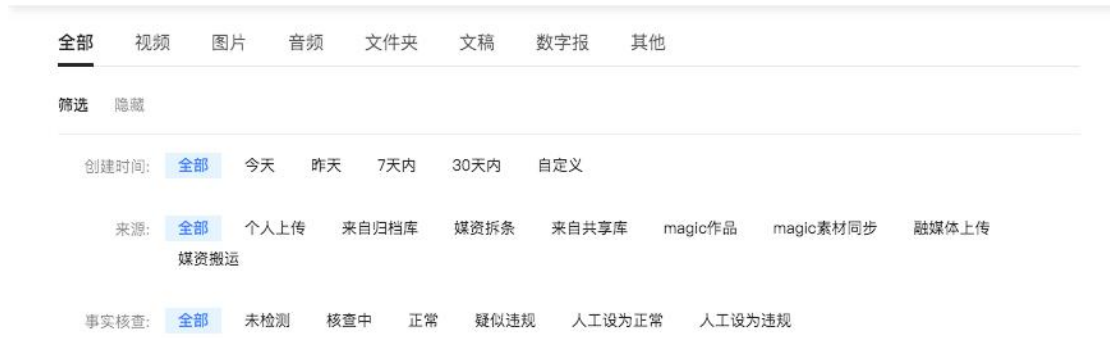 全部 视频 图片 音频 文件夹 文稿 数字报 其他
筛选 隐藏
创建时间: 全部 今天 昨天 7天内 30天内 自定义
来源: 全部 个人上传 来自归档库 媒资拆条 来自共享库 magic作品 magic素材同步 融媒体上传
媒资搬运
事实核查: 全部 未检测 核查中 正常 疑似违规 人工设为正常 人工设为违规